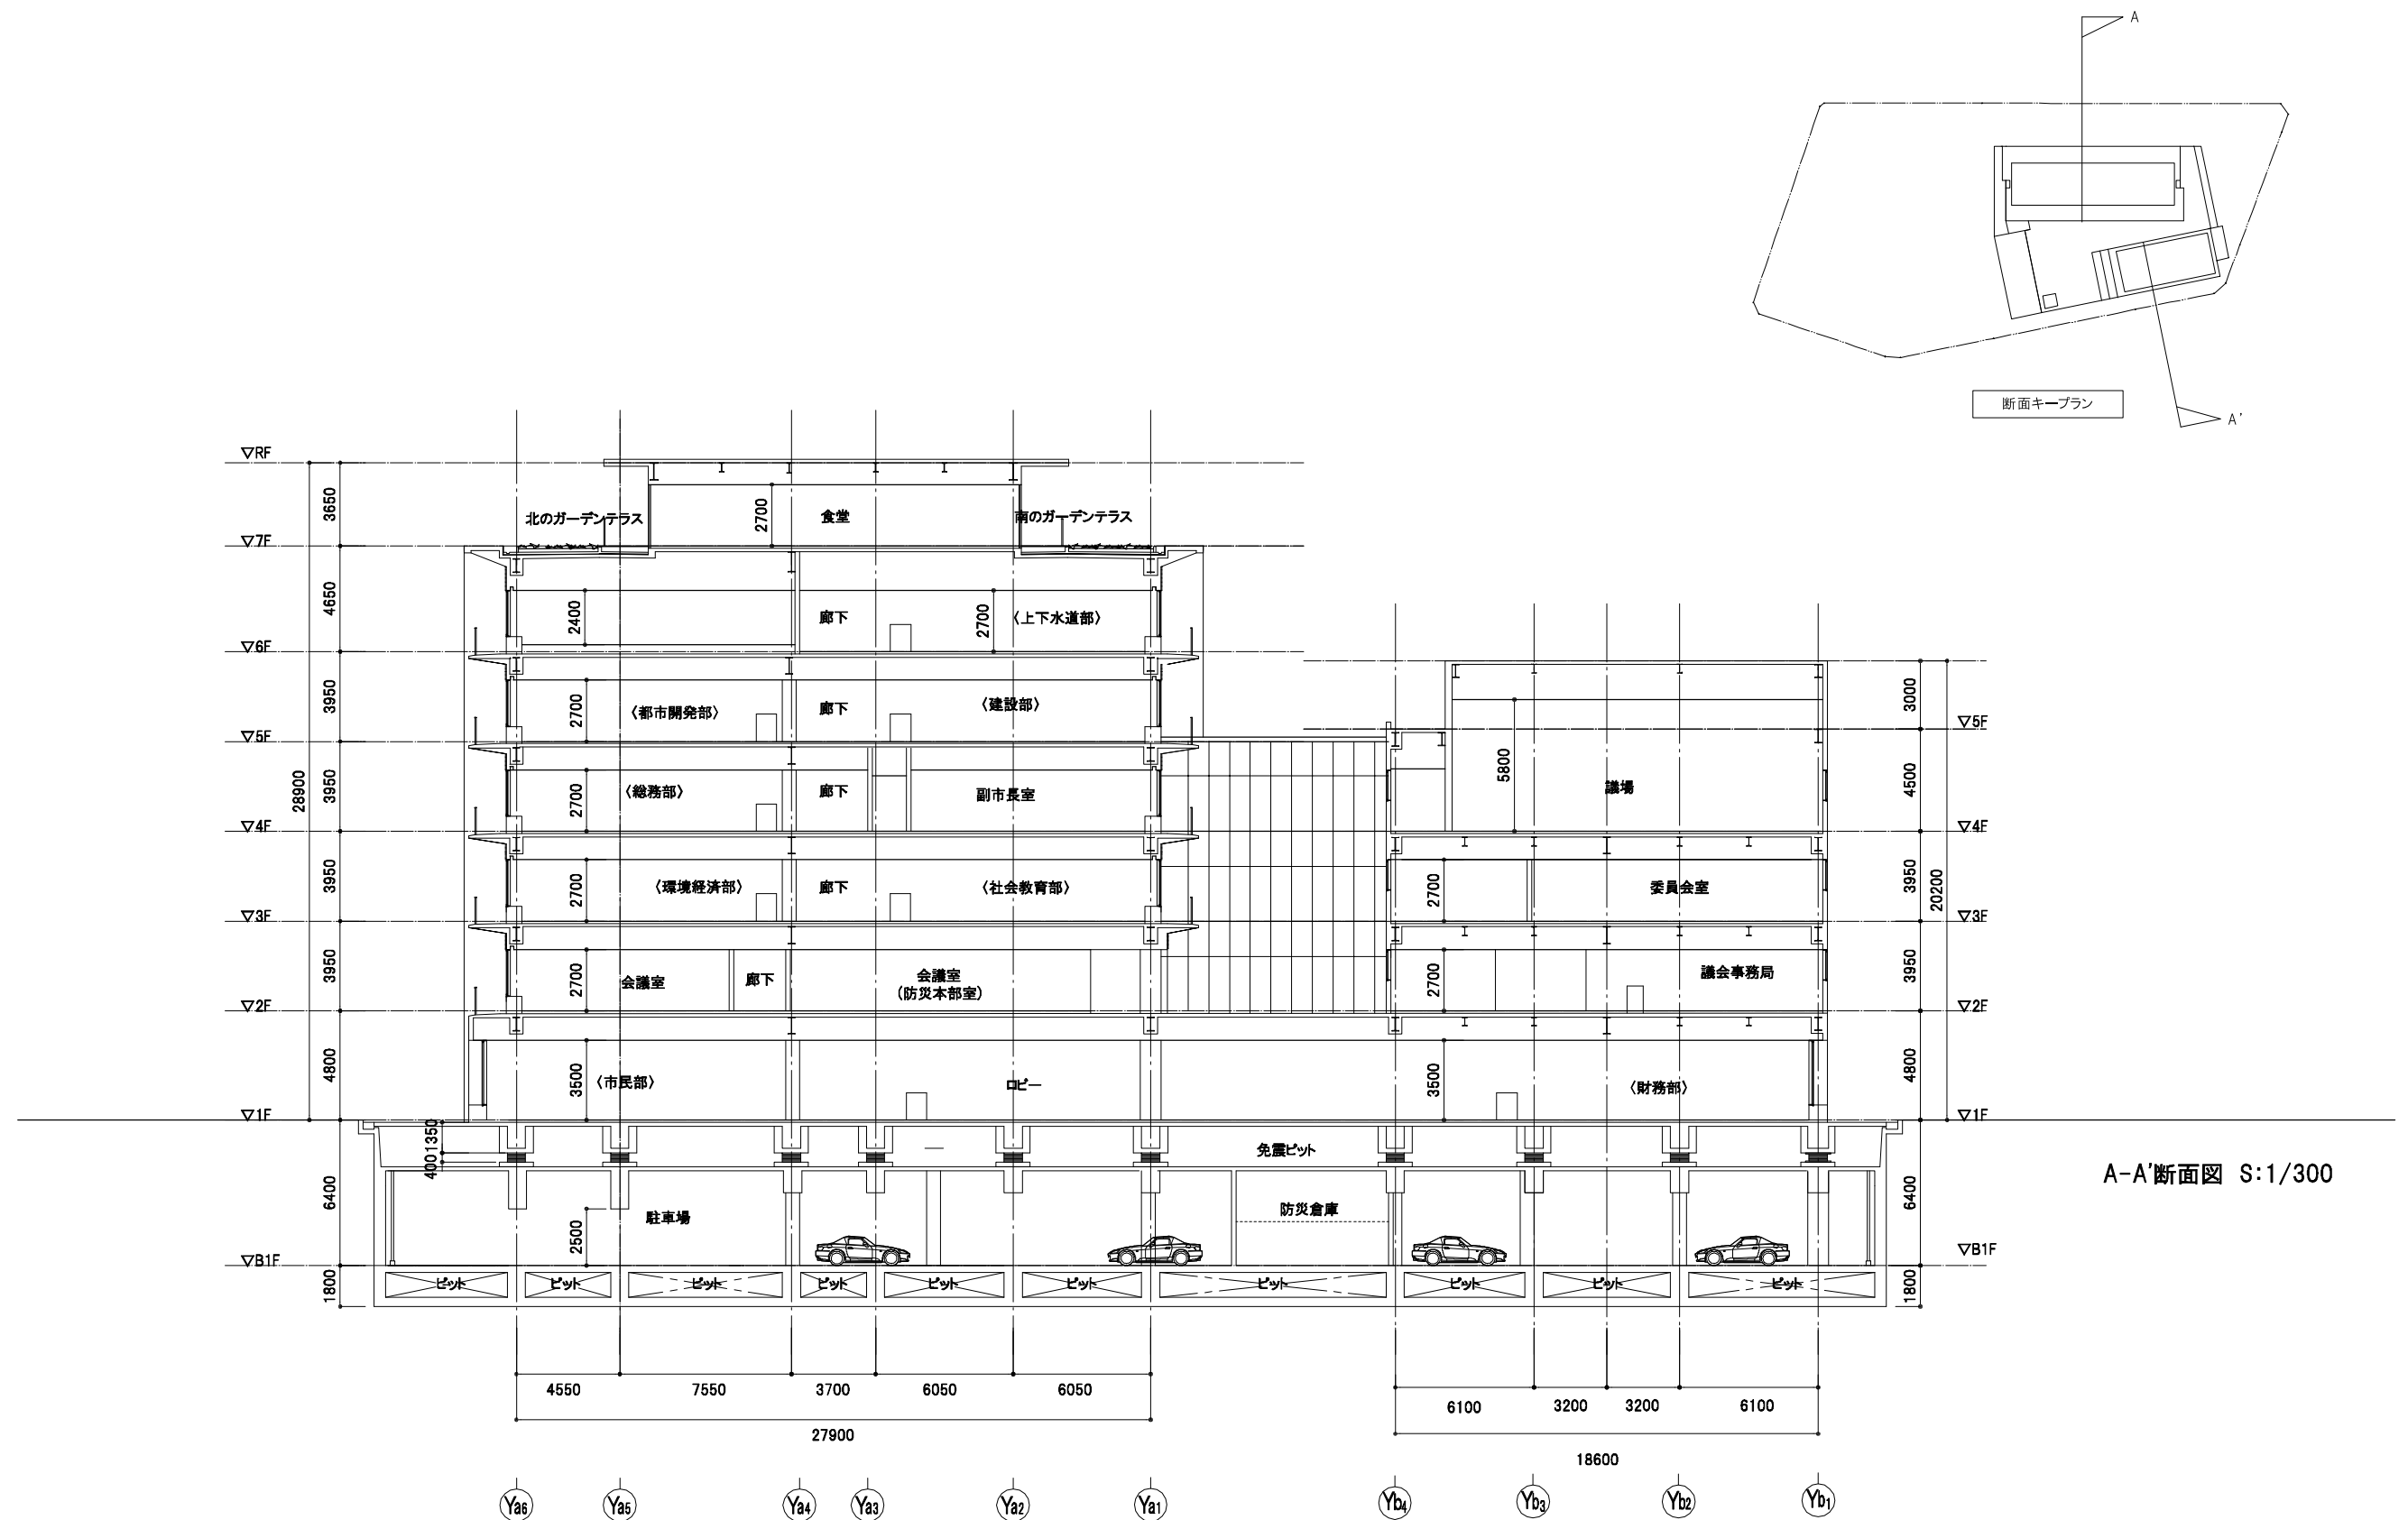 A
断面キープラン
A'
▽RF
3650
北のガーデンテラス
2700
食堂
南のガーデンテラス
▽7F
4650
2400
廊下
2700
〈上下水道部〉
▽6F
3950
2700
〈都市開発部〉
廊下
〈建設部〉
3000
▽5F
▽5F
28900
3950
2700
〈総務部〉
廊下
副市長室
5800
議場
4500
▽4F
▽4F
3950
2700
〈環境経済部〉
廊下
〈社会教育部〉
2700
委員会室
3950
20200
▽3F
▽3F
3950
2700
会議室
廊下
会議室
(防災本部室)
2700
議会事務局
3950
▽2F
▽2F
4800
3500
〈市民部〉
ロビー
3500
〈財務部〉
4800
▽1F
▽1F
1350
400
免震ピット
A-A'断面図 S:1/300
6400
2500
駐車場
防災倉庫
6400
▽B1F
▽B1F
1800
ピット
ピット
ピット
ピット
ピット
ピット
ピット
ピット
ピット
ピット
1800
4550
7550
3700
6050
6050
6100
3200
3200
6100
27900
18600
Ya6
Ya5
Ya4
Ya3
Ya2
Ya1
Yb4
Yb3
Yb2
Yb1